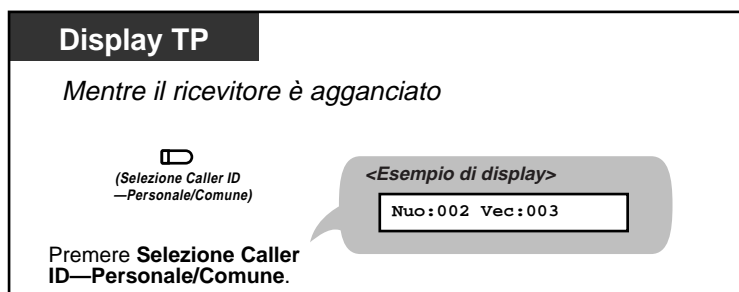 Display TP
Mentre il ricevitore è agganciato
(Selezione Caller ID
—Personale/Comune)
<Esempio di display>
Nuo:002 Vec:003
Premere Selezione Caller
ID—Personale/Comune.